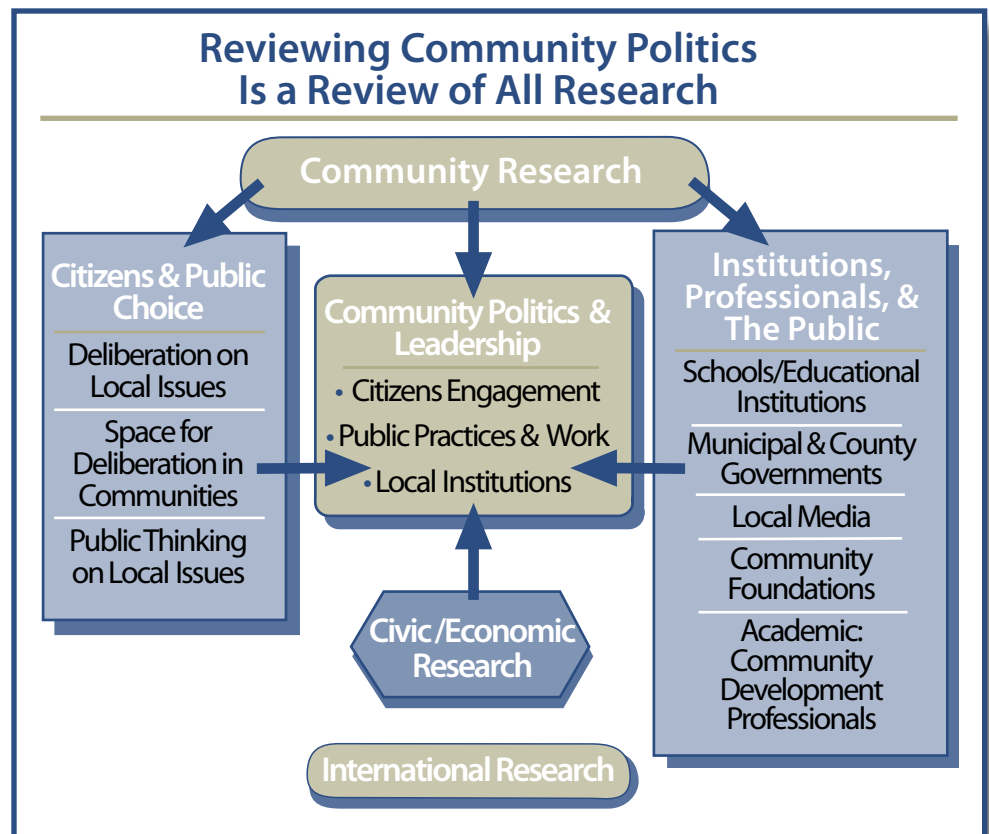 Reviewing Community Politics
Is a Review of All Research
Community Research
Citizens & Public
Choice
Deliberation on
Local Issues
Space for
Deliberation in
Communities
Public Thinking
on Local Issues
Community Politics &
Leadership
• Citizens Engagement
• Public Practices & Work
• Local Institutions
Institutions,
Professionals, &
The Public
Schools/Educational
Institutions
Municipal & County
Governments
Local Media
Community
Foundations
Academic:
Community
Development
Professionals
Civic/Economic
Research
International Research